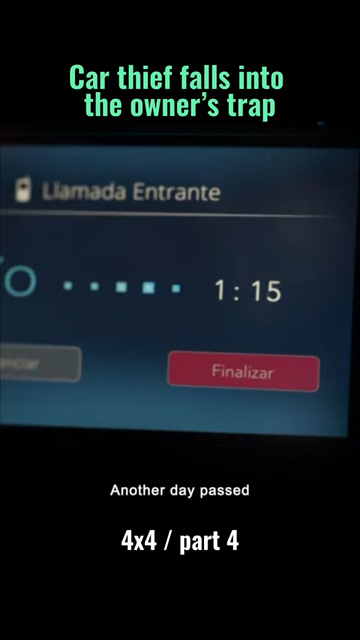 Car thief falls into
the owner's trap
Llamada Entrante
1:15
Finalizar
Another day passed
4x4 / part 4